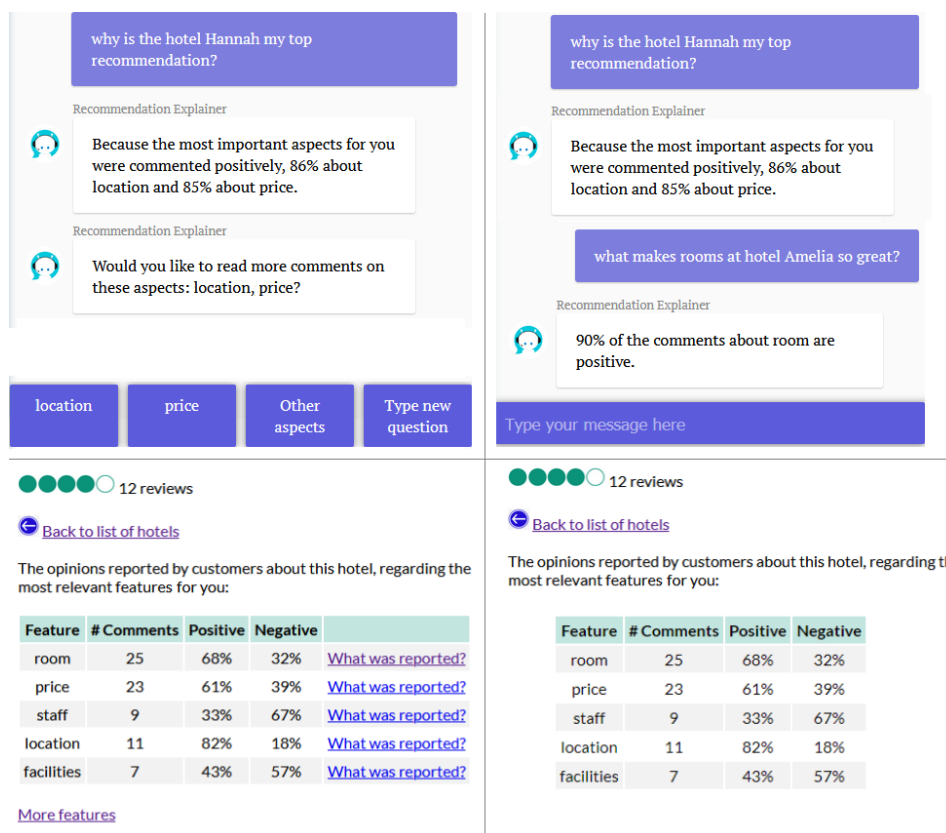 why is the hotel Hannah my top
recommendation?
Recommendation Explainer
Because the most important aspects for you
were commented positively, 86% about
location and 85% about price.
Recommendation Explainer
Would you like to read more comments on
these aspects: location, price?
location
price
Other
aspects
Type new
question
why is the hotel Hannah my top
recommendation?
Recommendation Explainer
Because the most important aspects for you
were commented positively, 86% about
location and 85% about price.
what makes rooms at hotel Amelia so great?
Recommendation Explainer
90% of the comments about room are
positive.
Type your message here
12 reviews
Back to list of hotels
The opinions reported by customers about this hotel, regarding the
most relevant features for you:
Feature # Comments Positive Negative
room 25 68% 32% What was reported?
price 23 61% 39% What was reported?
staff 9 33% 67% What was reported?
location 11 82% 18% What was reported?
facilities 7 43% 57% What was reported?
More features
12 reviews
Back to list of hotels
The opinions reported by customers about this hotel, regarding
most relevant features for you:
Feature # Comments Positive Negative
room 25 68% 32%
price 23 61% 39%
staff 9 33% 67%
location 11 82% 18%
facilities 7 43% 57%